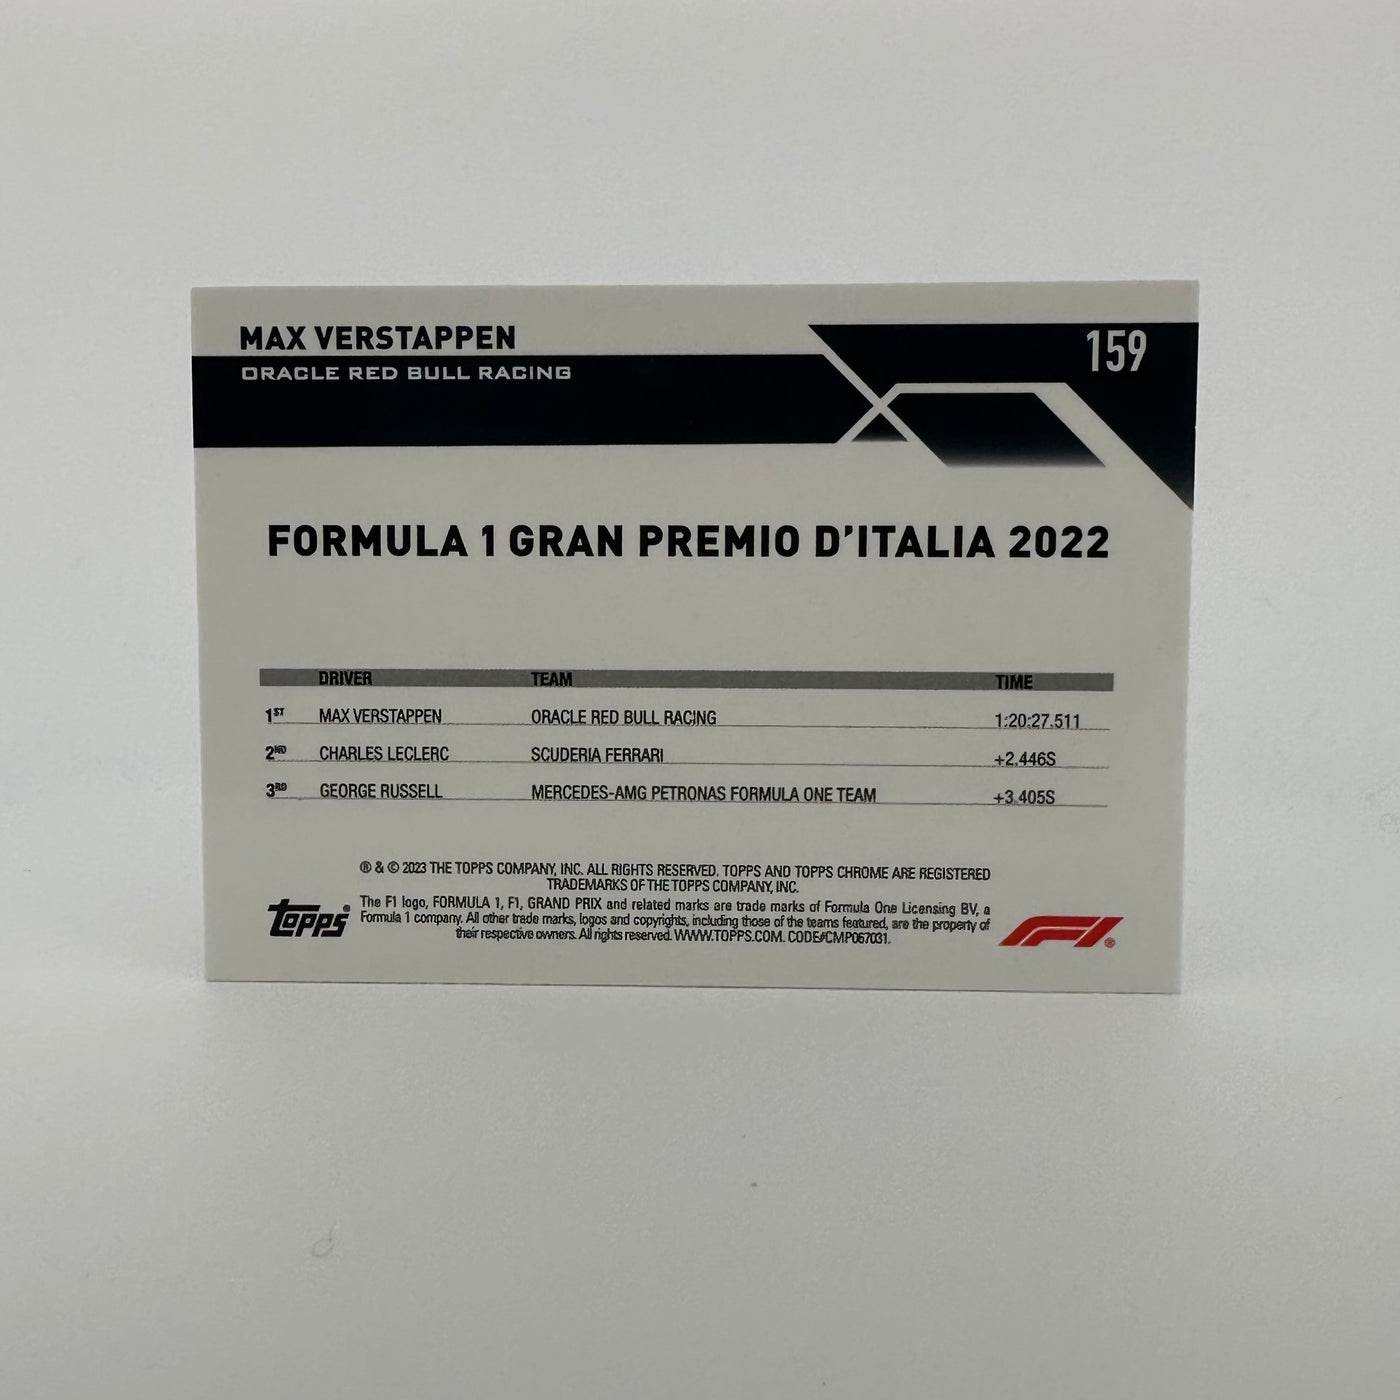 MAX VERSTAPPEN
159
ORACLE RED BULL RACING
FORMULA 1 GRAN PREMIO D'ITALIA 2022
DRIVER TEAM TIME
1ST MAX VERSTAPPEN ORACLE RED BULL RACING 1:20:27.511
2ND CHARLES LECLERC SCUDERIA FERRARI +2.446S
3RD GEORGE RUSSELL MERCEDES-AMG PETRONAS FORMULA ONE TEAM +3.405S
® & © 2023 THE TOPPS COMPANY, INC. ALL RIGHTS RESERVED. TOPPS AND TOPPS CHROME ARE REGISTERED
TRADEMARKS OF THE TOPPS COMPANY, INC.
The F1 logo, FORMULA 1, F1, GRAND PRIX and related marks are trade marks of Formula One Licensing BV, a
Formula 1 company. All other trade marks, logos and copyrights, including those of the teams featured, are the property of
their respective owners. All rights reserved. WWW.TOPPS.COM. CODE#CMP067031.
Topps®
F1®